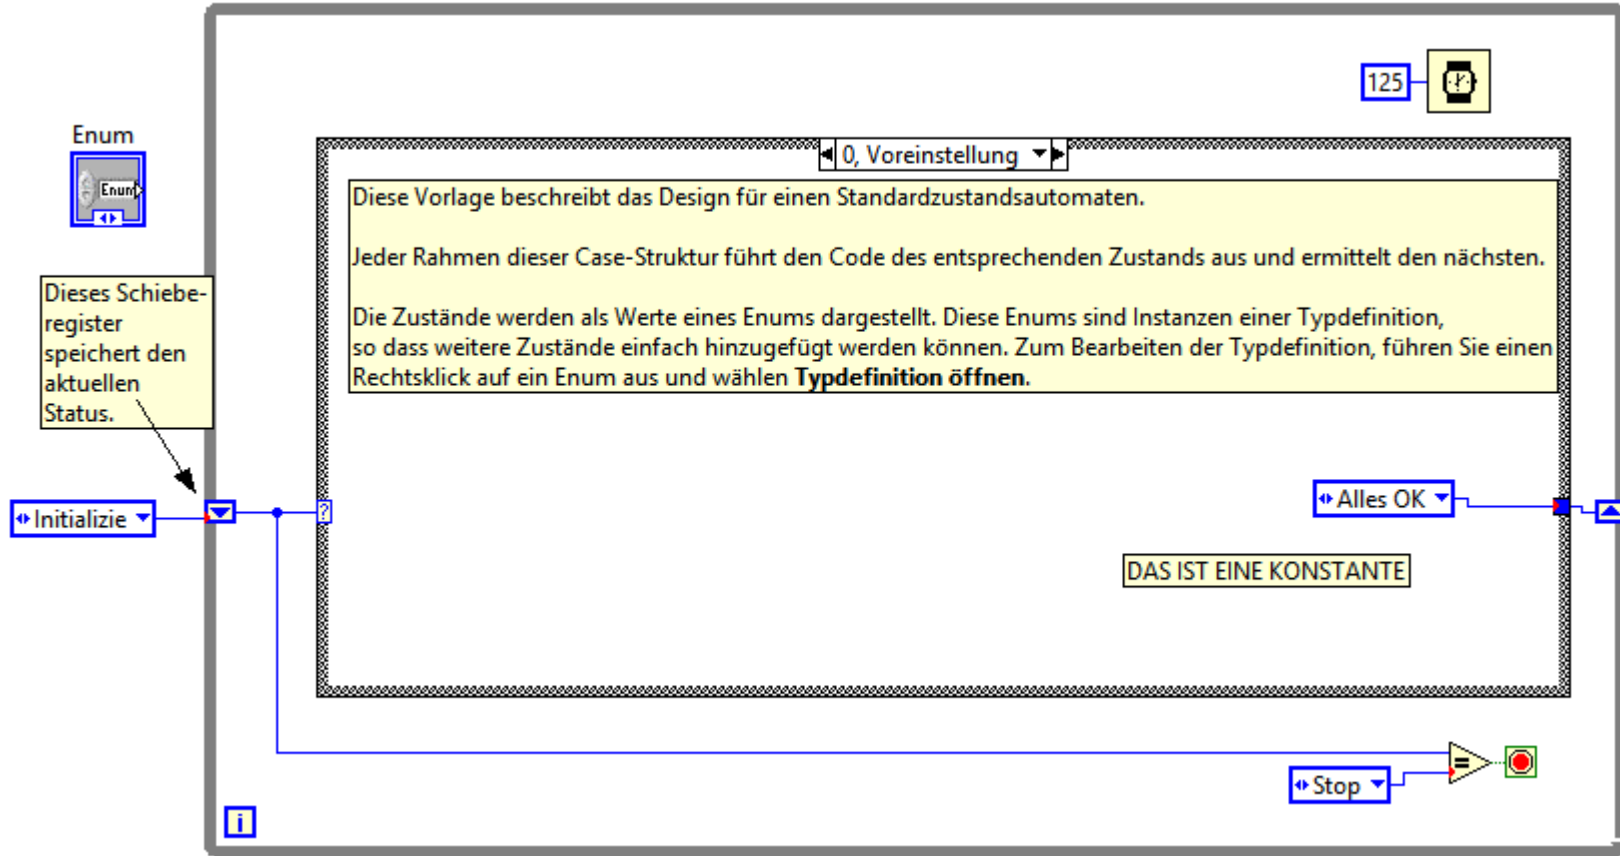 125
Enum
Enum
0, Voreinstellung
Diese Vorlage beschreibt das Design für einen Standardzustandsautomaten.
Jeder Rahmen dieser Case-Struktur führt den Code des entsprechenden Zustands aus und ermittelt den nächsten.
Die Zustände werden als Werte eines Enums dargestellt. Diese Enums sind Instanzen einer Typdefinition,
so dass weitere Zustände einfach hinzugefügt werden können. Zum Bearbeiten der Typdefinition, führen Sie einen
Rechtsklick auf ein Enum aus und wählen Typdefinition öffnen.
Dieses Schiebe-
register
speichert den
aktuellen
Status.
Initializie
?
Alles OK
DAS IST EINE KONSTANTE
=
Stop
i